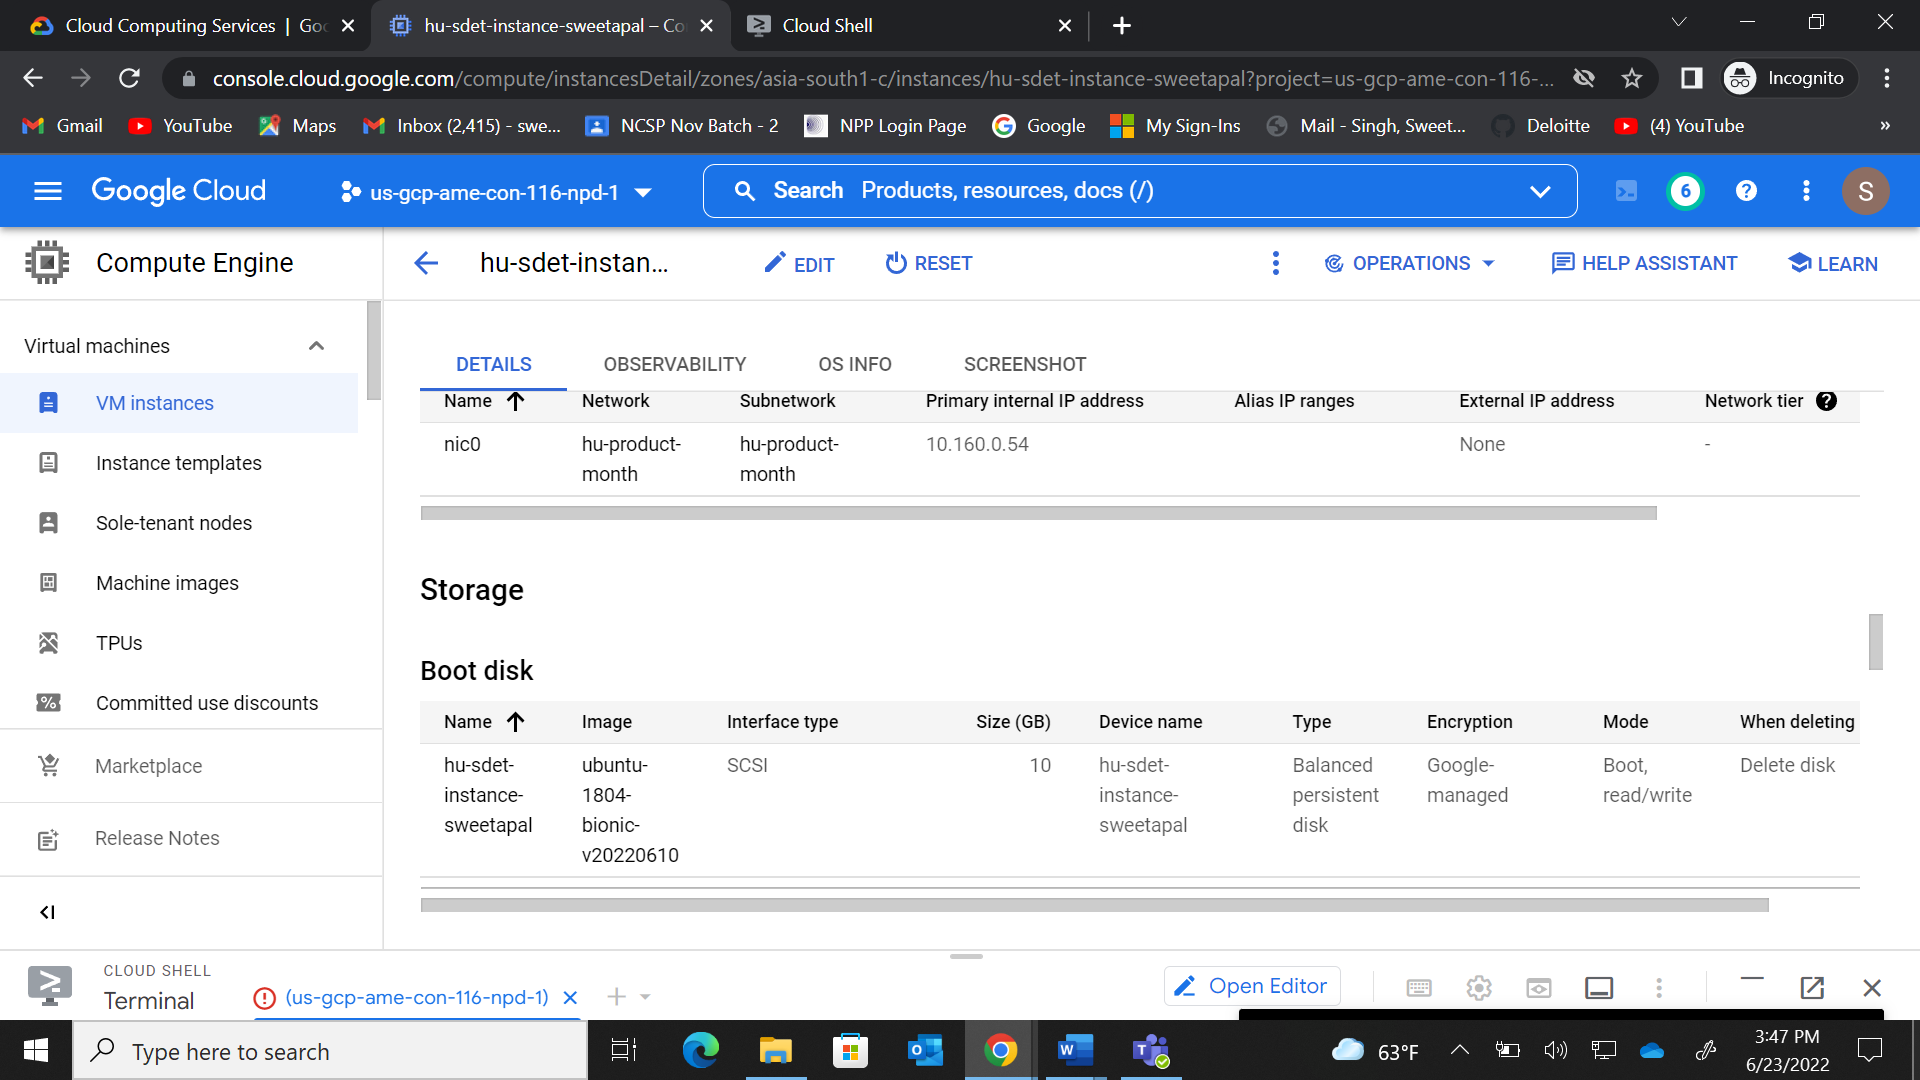 Cloud Computing Services | Goo
hu-sdet-instance-sweetapal – Co
Cloud Shell
console.cloud.google.com/compute/instancesDetail/zones/asia-south1-c/instances/hu-sdet-instance-sweetapal?project=us-gcp-ame-con-116-...
Incognito
Gmail
YouTube
Maps
Inbox (2,415) - swe...
NCSP Nov Batch - 2
NPP Login Page
Google
My Sign-Ins
Mail - Singh, Sweet...
Deloitte
(4) YouTube
»
Google Cloud
us-gcp-ame-con-116-npd-1
Search Products, resources, docs (/)
6
S
Compute Engine
hu-sdet-instan...
EDIT
RESET
OPERATIONS
HELP ASSISTANT
LEARN
Virtual machines
VM instances
Instance templates
Sole-tenant nodes
Machine images
TPUs
Committed use discounts
Marketplace
Release Notes
DETAILS
OBSERVABILITY
OS INFO
SCREENSHOT
Name Network Subnetwork Primary internal IP address Alias IP ranges External IP address Network tier
nic0 hu-product- hu-product- 10.160.0.54 None -
month month
Storage
Boot disk
Name Image Interface type Size (GB) Device name Type Encryption Mode When deleting
hu-sdet- ubuntu- SCSI 10 hu-sdet- Balanced Google- Boot, Delete disk
instance- 1804- instance- persistent managed read/write
sweetapal bionic- sweetapal disk
v20220610
CLOUD SHELL
Terminal
(us-gcp-ame-con-116-npd-1)
Open Editor
Type here to search
63°F
3:47 PM
6/23/2022